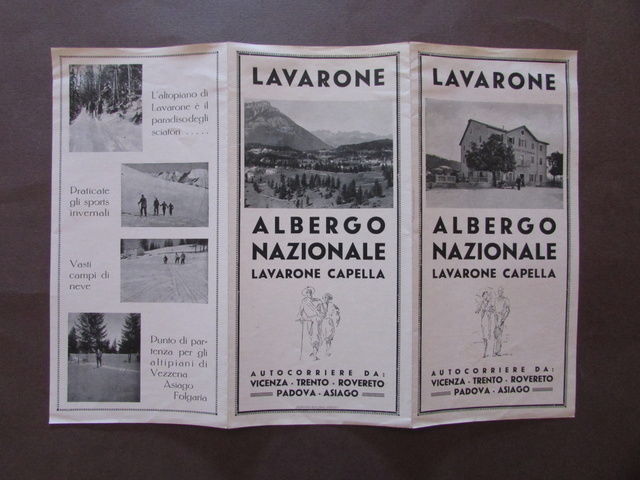 L'altopiano di
Lavarone è il
paradiso degli
sciatori .....
Praticate
gli sports
invernali
Vasti
campi di
neve
Punto di par-
tenza per gli
altipiani di
Vezzena
Asiago
Folgaria
LAVARONE
ALBERGO
NAZIONALE
LAVARONE CAPELLA
AUTOCORRIERE DA:
VICENZA - TRENTO - ROVERETO
PADOVA - ASIAGO
LAVARONE
ALBERGO
NAZIONALE
LAVARONE CAPELLA
AUTOCORRIERE DA:
VICENZA - TRENTO - ROVERETO
PADOVA - ASIAGO